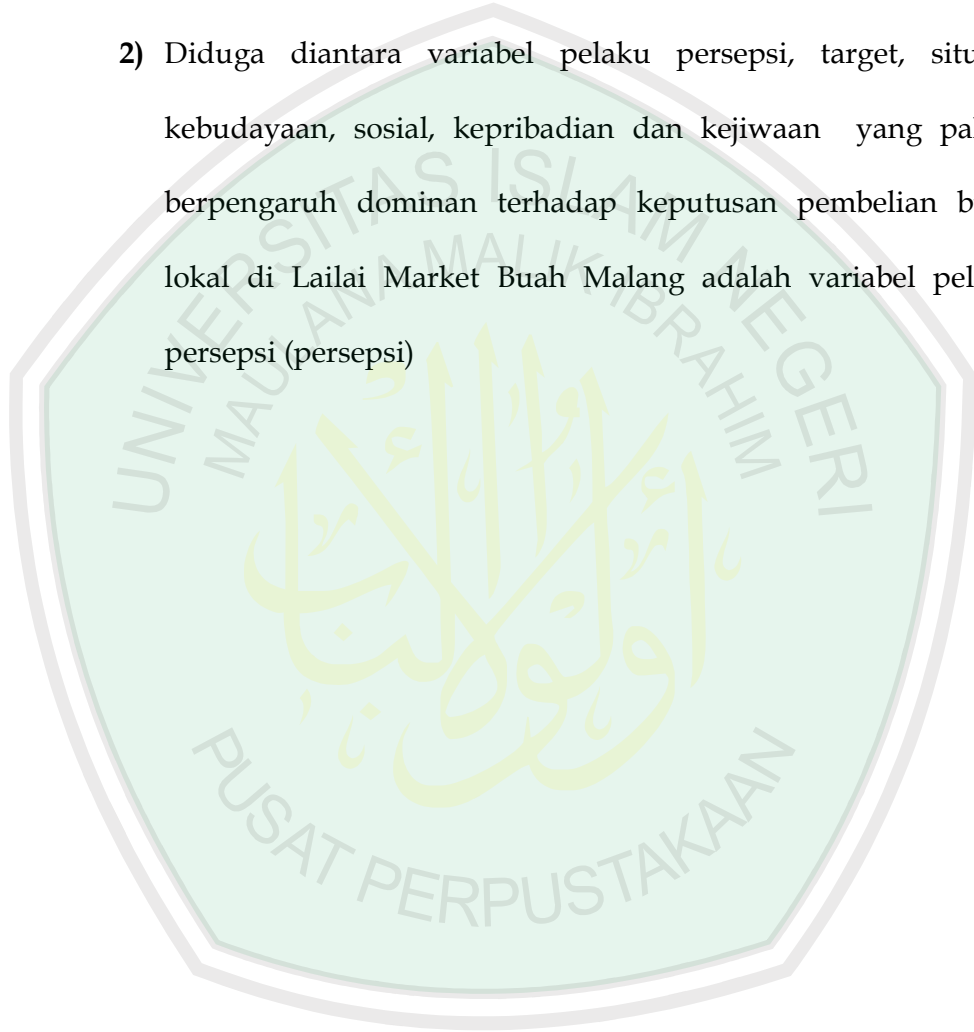 2) Diduga diantara variabel pelaku persepsi, target, situ
kebudayaan, sosial, kepribadian dan kejiwaan yang pal
berpengaruh dominan terhadap keputusan pembelian b
lokal di Lailai Market Buah Malang adalah variabel pel
persepsi (persepsi)
UNIVERSITAS ISLAM NEGERI
MAULANA MALIK IBRAHIM
أولو الألباب
PUSAT PERPUSTAKAAN